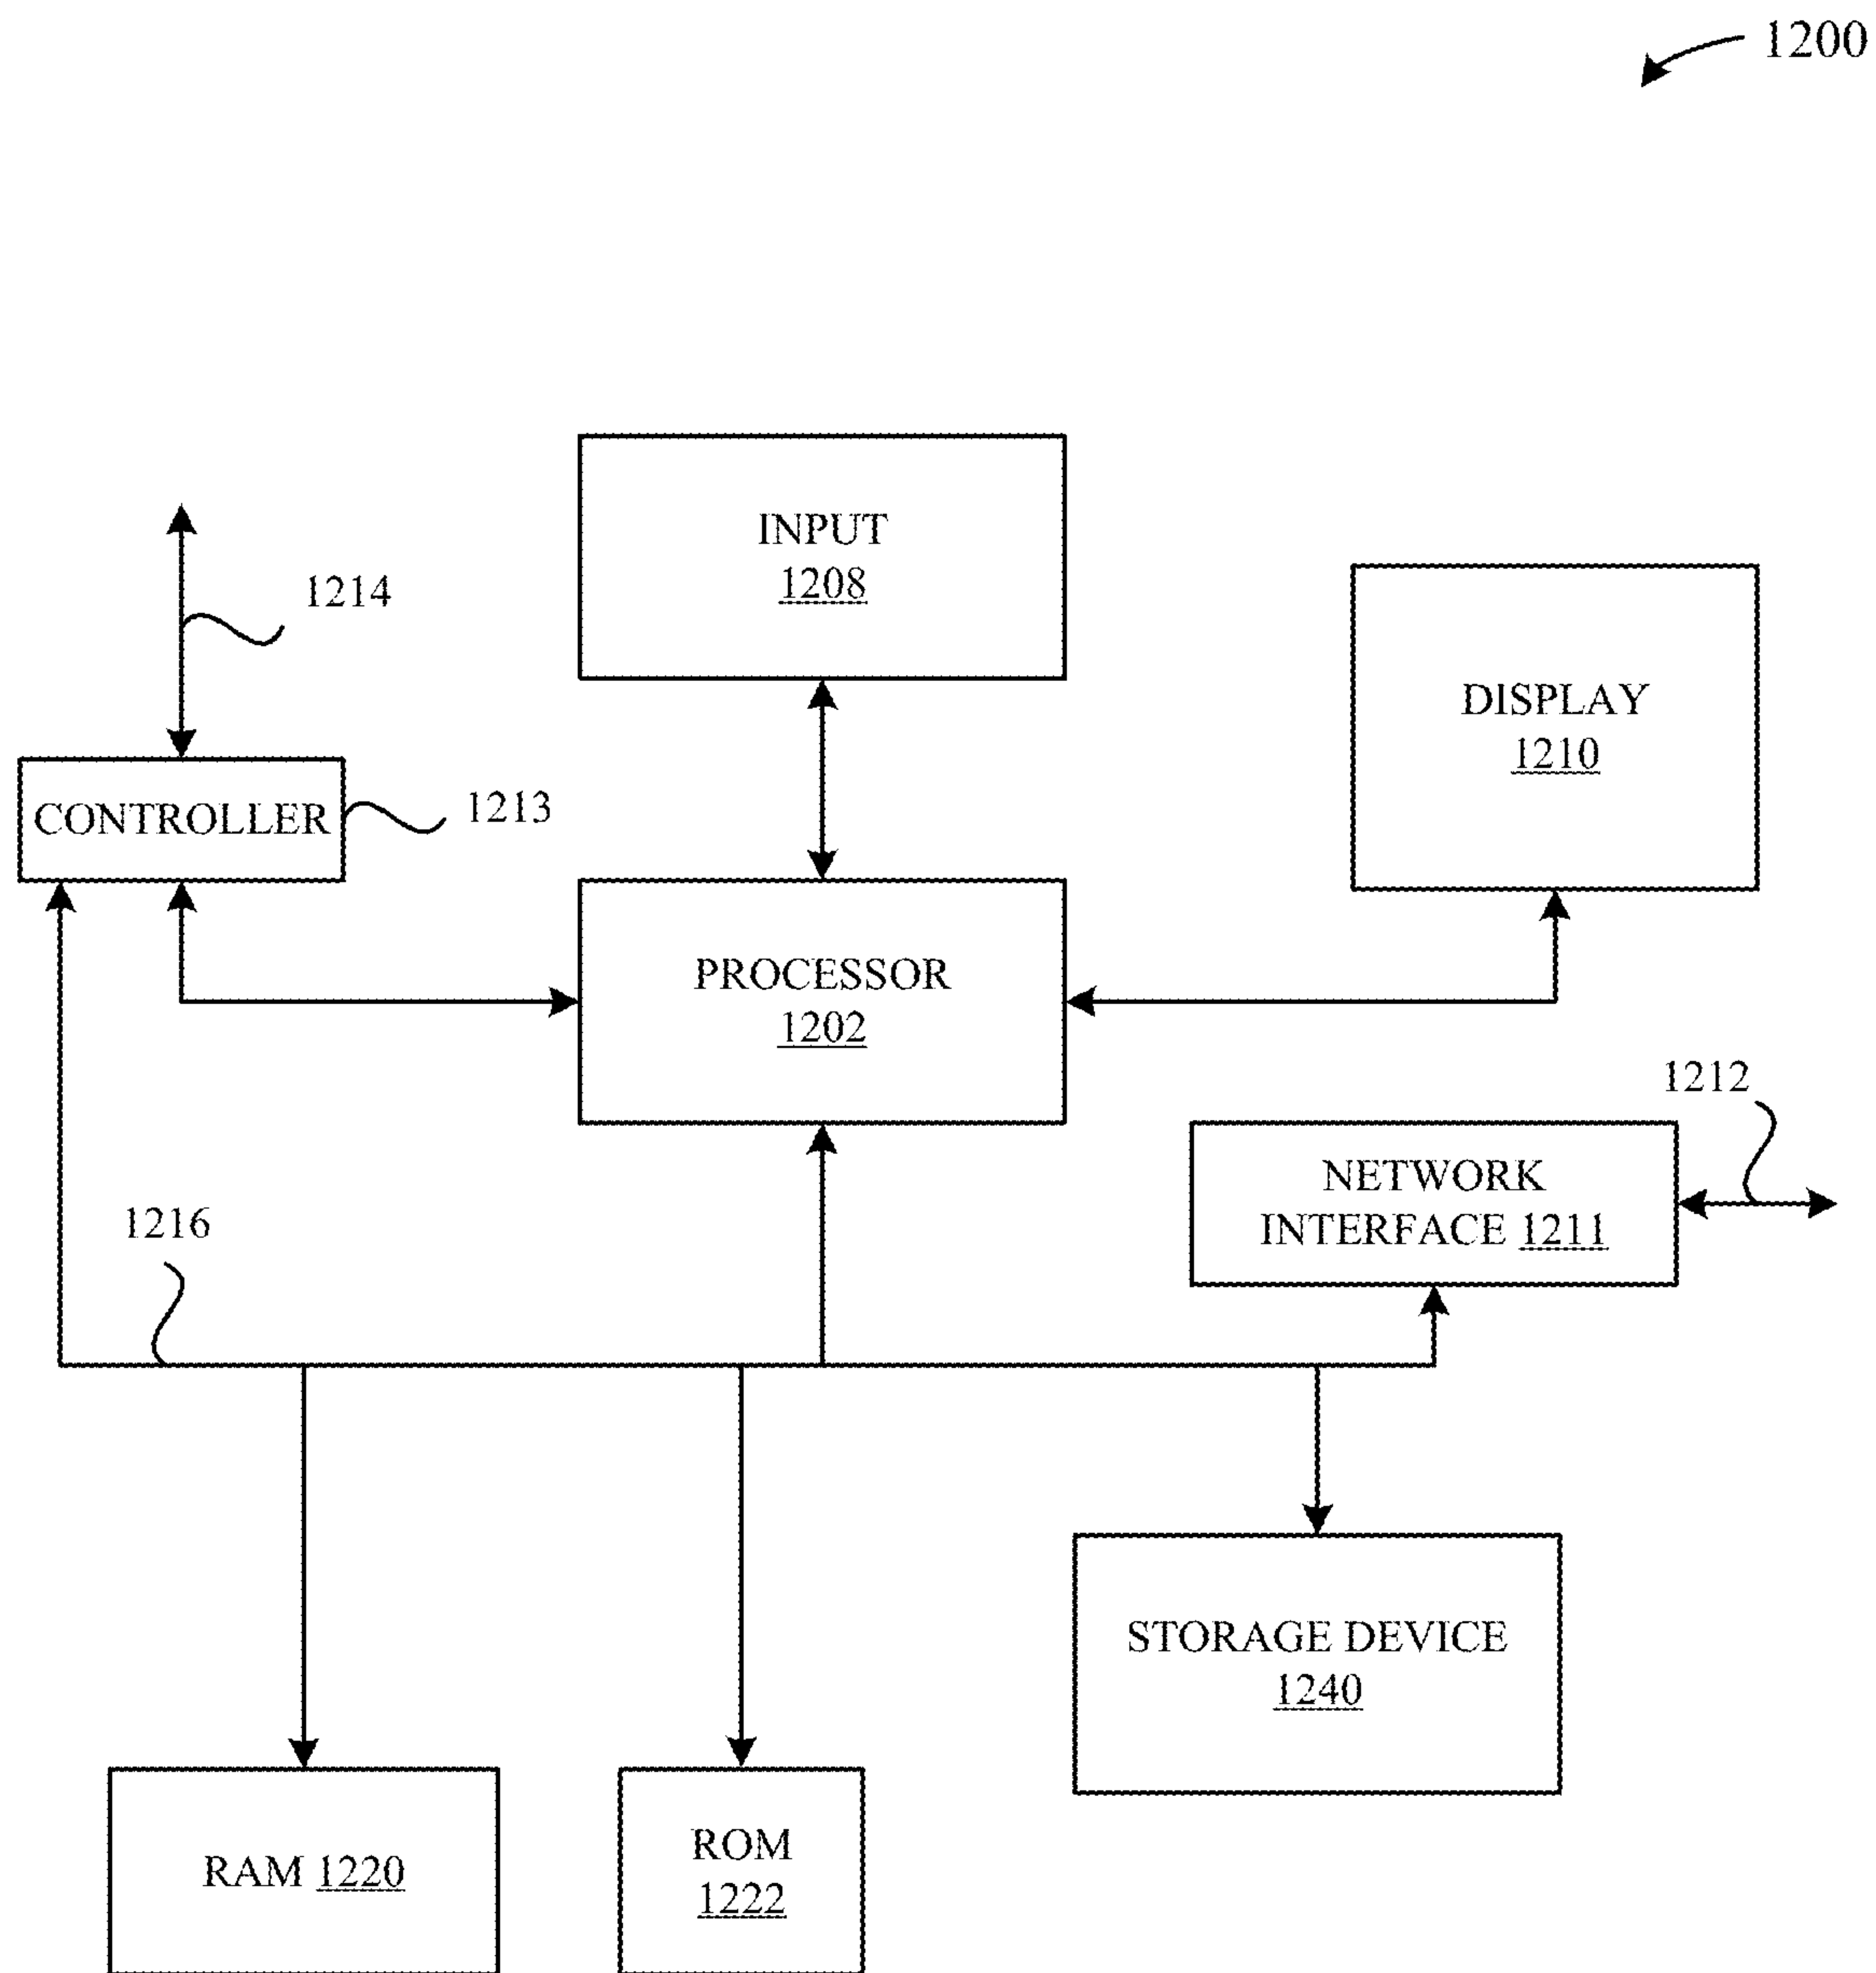 1200
INPUT
1208
1214
DISPLAY
1210
CONTROLLER
1213
PROCESSOR
1202
1212
NETWORK
INTERFACE 1211
1216
STORAGE DEVICE
1240
RAM 1220
ROM
1222